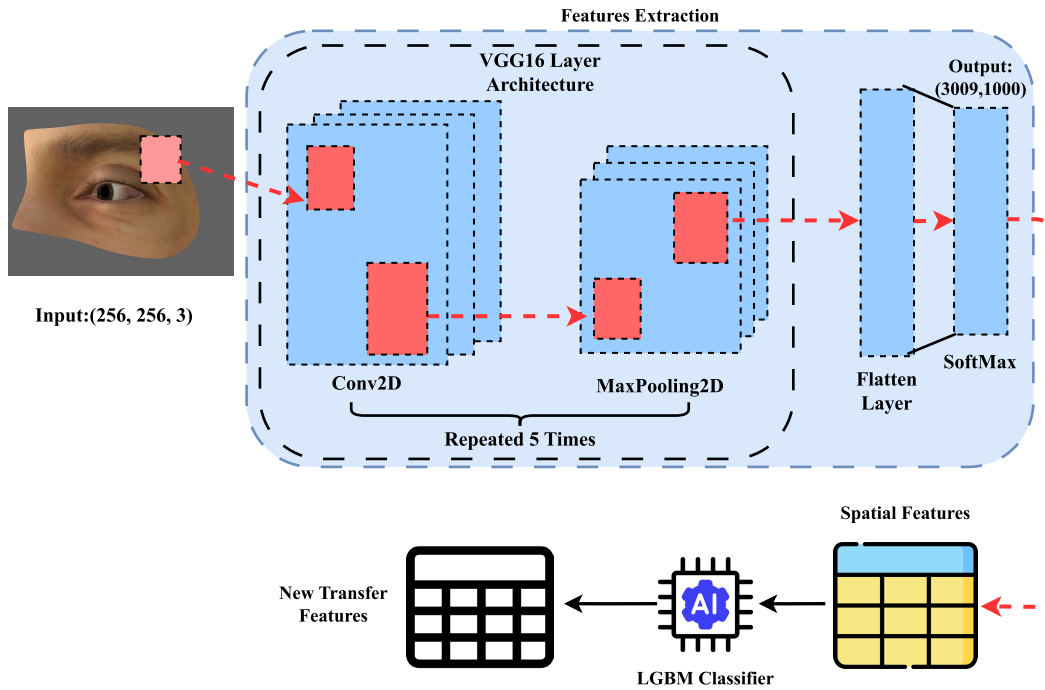 Features Extraction
VGG16 Layer
Architecture
Output:
(3009,1000)
Input:(256, 256, 3)
Conv2D
MaxPooling2D
Flatten
Layer
SoftMax
Repeated 5 Times
Spatial Features
New Transfer
Features
AI
LGBM Classifier